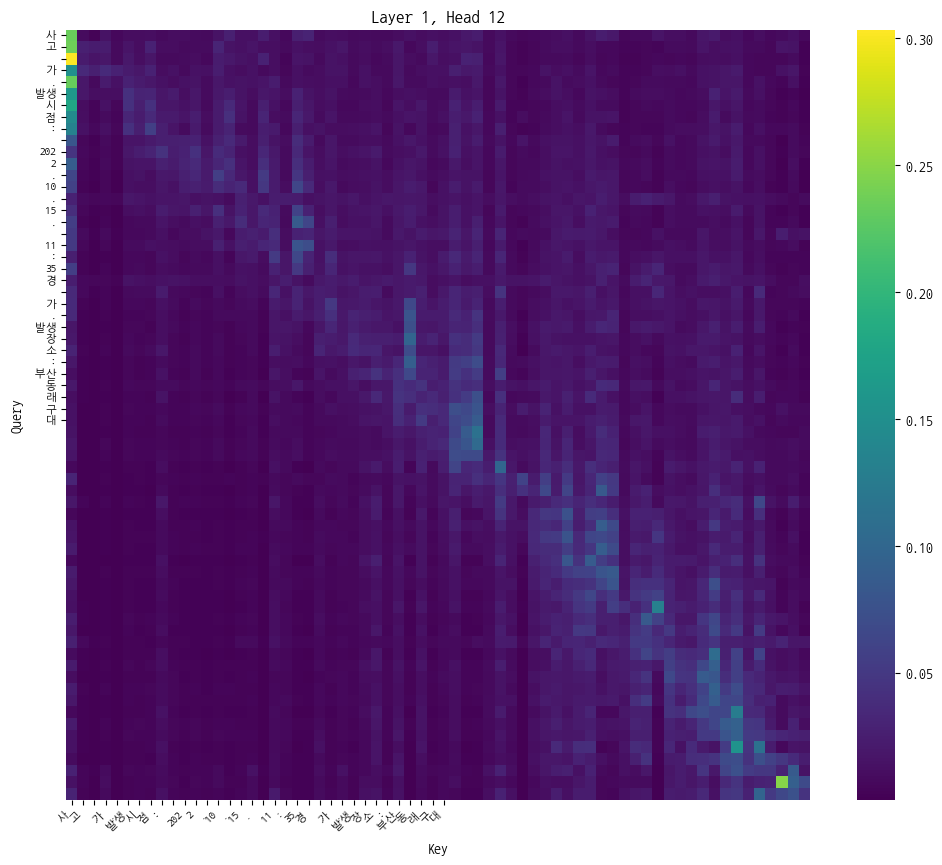 Layer 1, Head 12
사
고
가
.
발생
시
점
:
202
2
.
10
.
15
.
11
:
35
경
가
.
발생
장
소
:
부산
동
래
구
대
Query
사 고 가 발생 시 점 : 202 2 . 10 . 15 . 11 : 35 경 가 . 발생 장 소 : 부산 동 래 구 대
Key
0.30
0.25
0.20
0.15
0.10
0.05